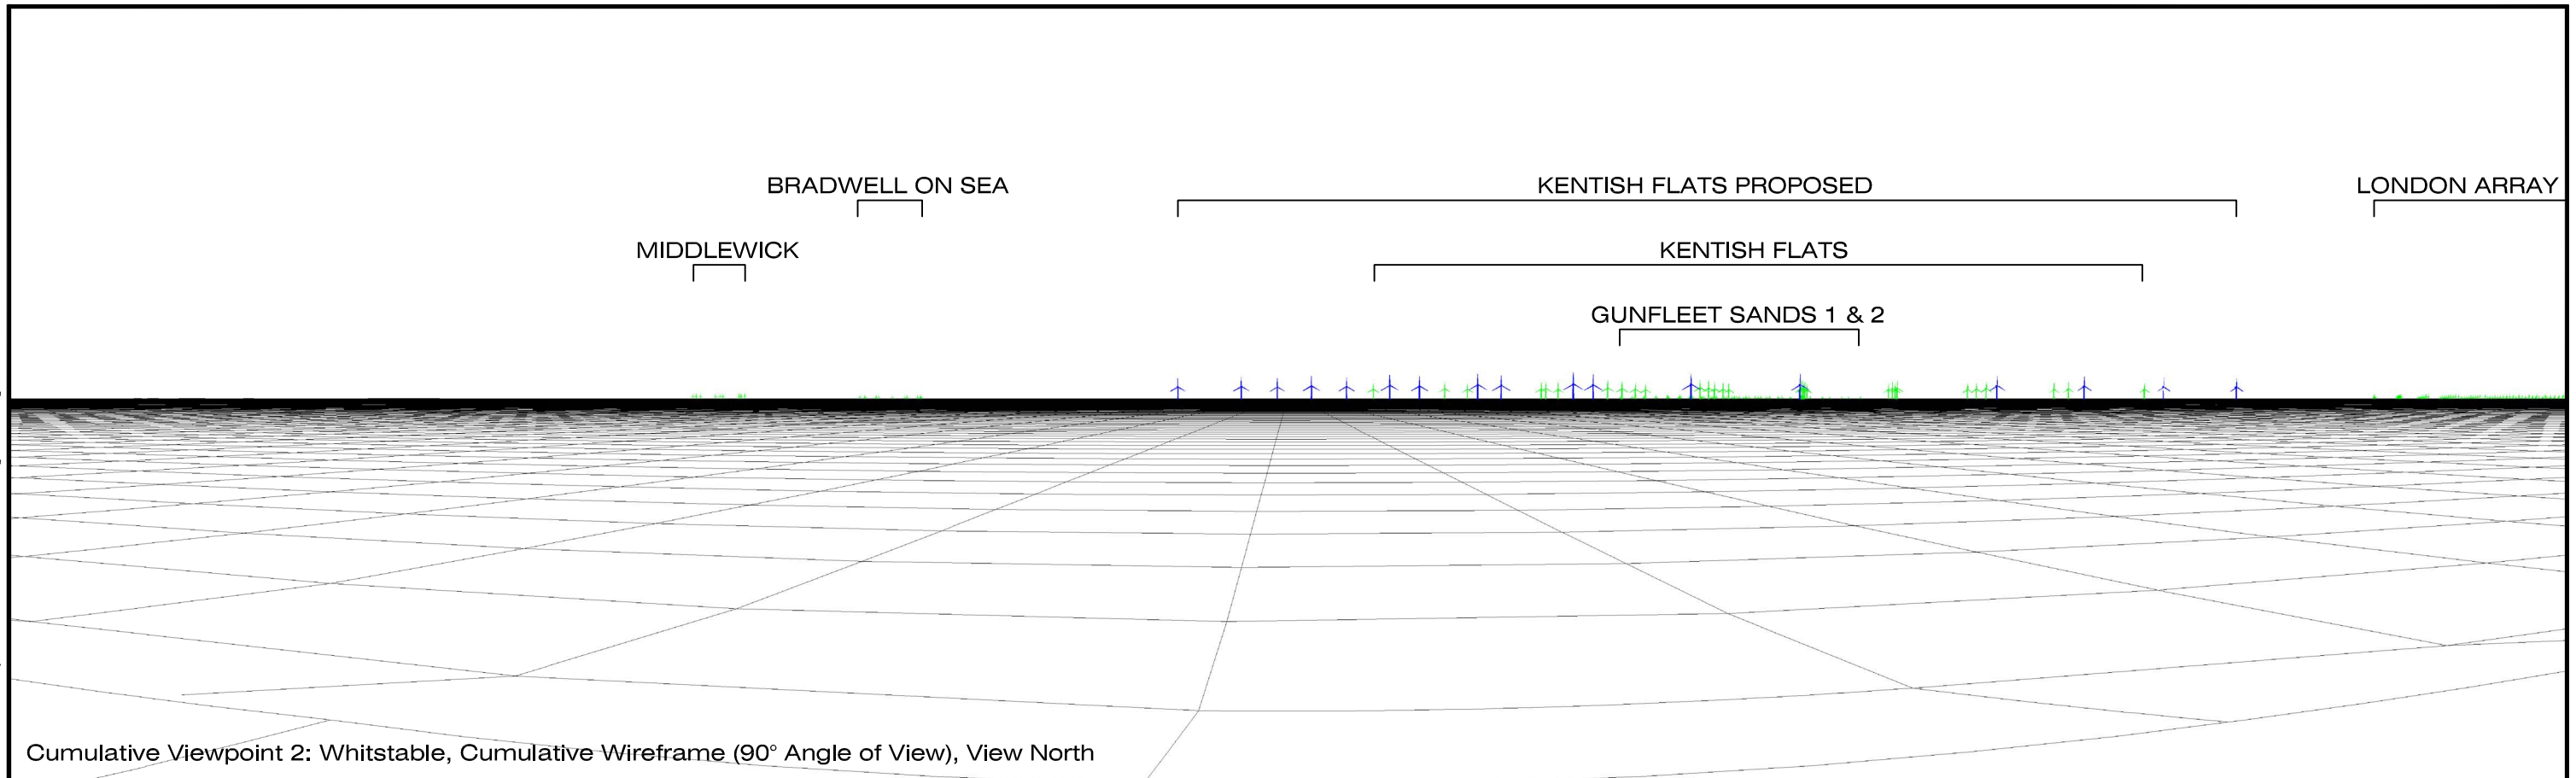 BRADWELL ON SEA
KENTISH FLATS PROPOSED
LONDON ARRAY
MIDDLEWICK
KENTISH FLATS
GUNFLEET SANDS 1 & 2
Cumulative Viewpoint 2: Whitstable, Cumulative Wireframe (90° Angle of View), View North